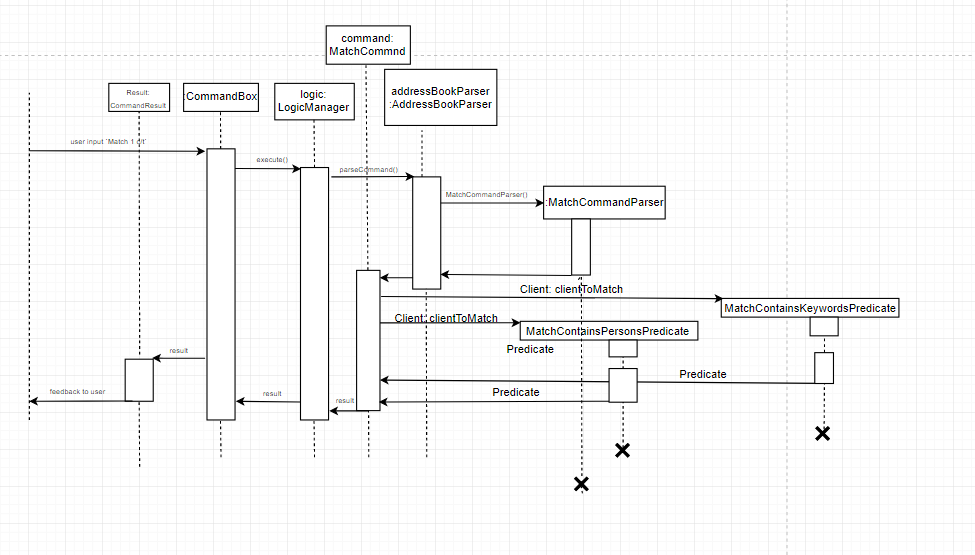 command:
MatchCommnd
addressBookParser
:AddressBookParser
Result:
CommandResult
:CommandBox
logic:
LogicManager
user input 'Match 1 r/t'
execute()
parseCommand()
MatchCommandParser()
:MatchCommandParser
Client: clientToMatch
MatchContainsKeywordsPredicate
Client: clientToMatch
MatchContainsPersonsPredicate
Predicate
result
Predicate
feedback to user
result
result
Predicate